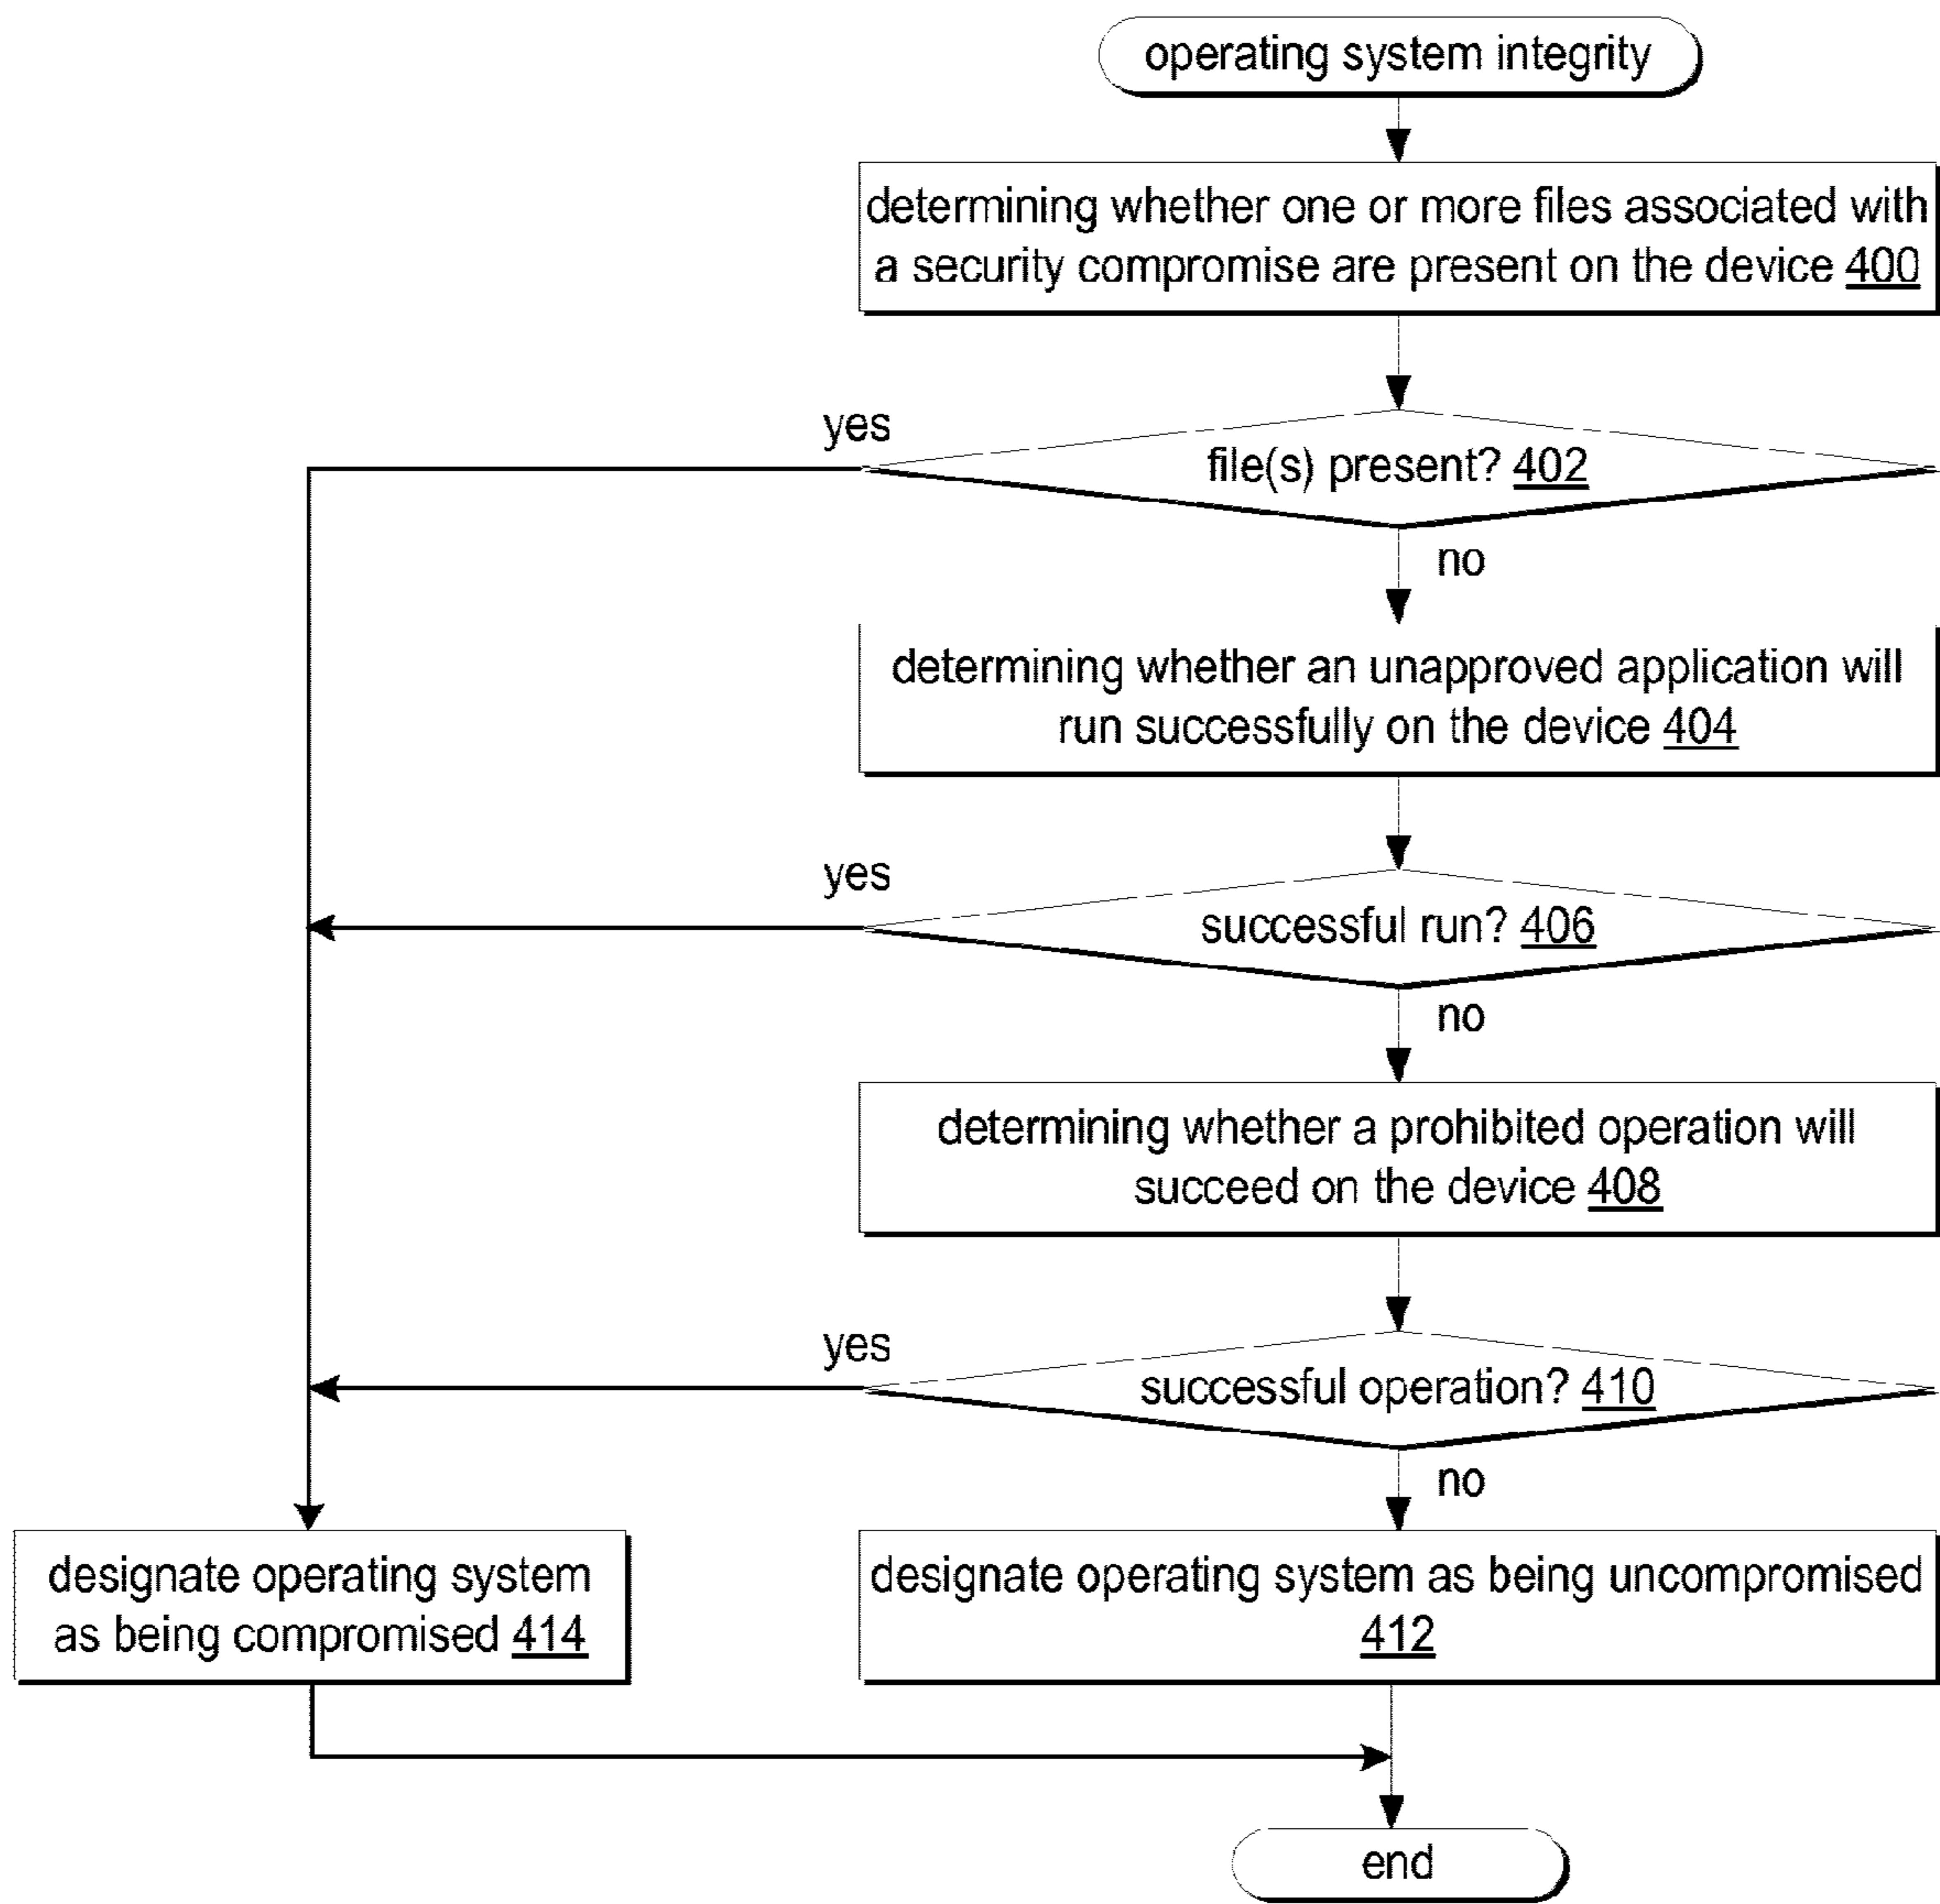 operating system integrity
determining whether one or more files associated with
a security compromise are present on the device 400
yes
file(s) present? 402
no
determining whether an unapproved application will
run successfully on the device 404
yes
successful run? 406
no
determining whether a prohibited operation will
succeed on the device 408
yes
successful operation? 410
no
designate operating system
as being compromised 414
designate operating system as being uncompromised
412
end